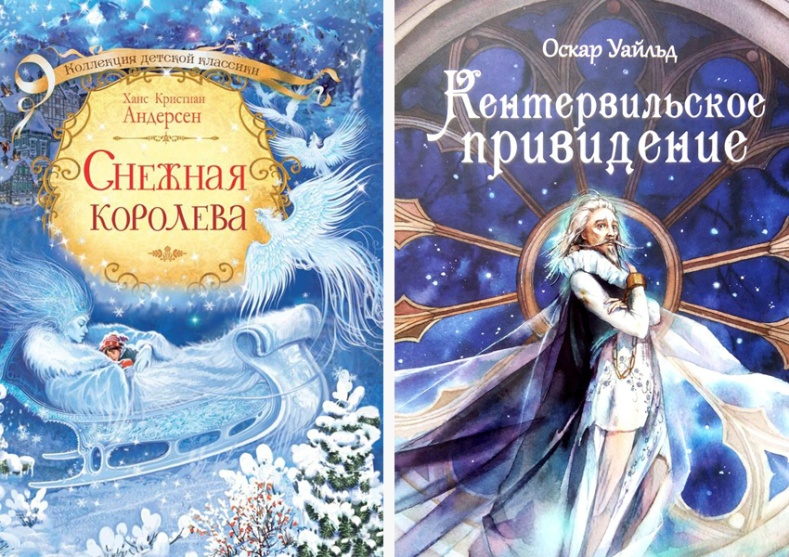 Коллекция детской классики
Ханс Кристиан
Андерсен
Снежная
королева
Оскар Уайльд
Кентервильское
привидение